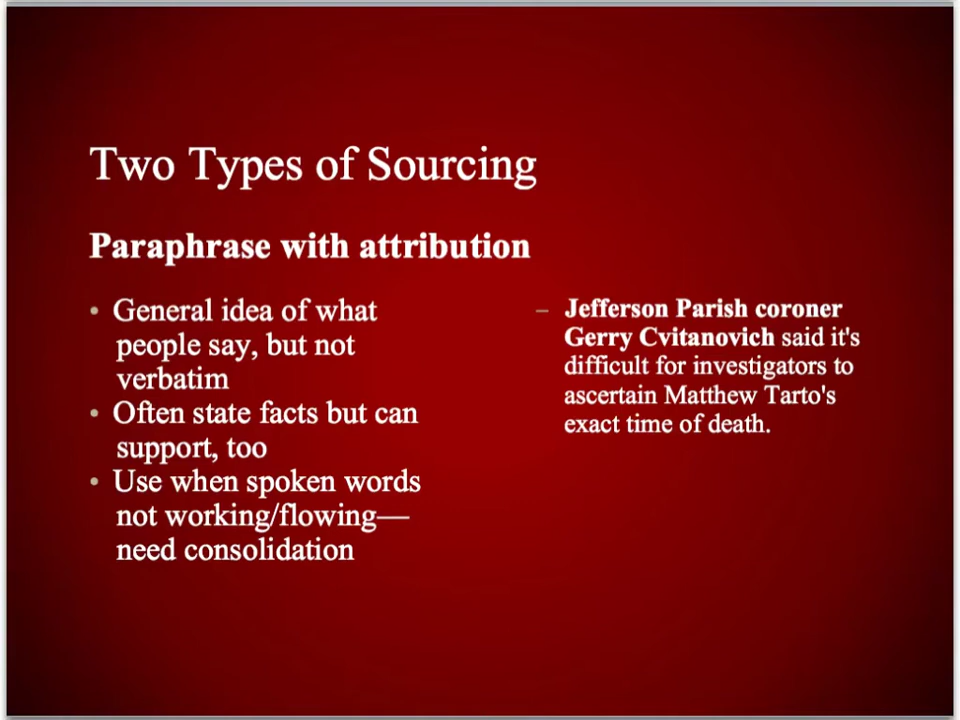 Two Types of Sourcing
Paraphrase with attribution
• General idea of what
people say, but not
verbatim
• Often state facts but can
support, too
• Use when spoken words
not working/flowing—
need consolidation
– Jefferson Parish coroner
Gerry Cvitanovich said it's
difficult for investigators to
ascertain Matthew Tarto's
exact time of death.